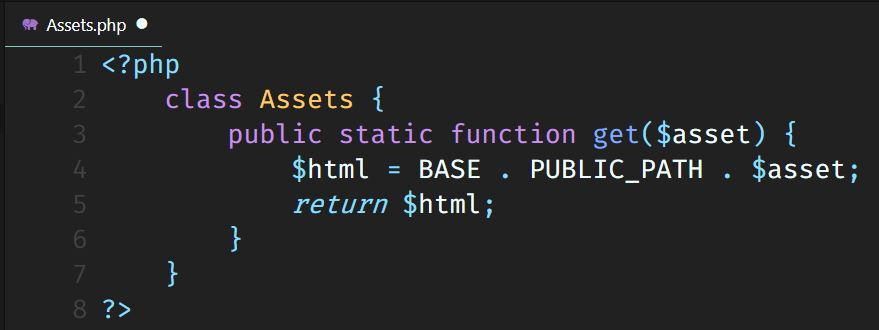 Assets.php
1 <?php
2     class Assets {
3         public static function get($asset) {
4             $html = BASE . PUBLIC_PATH . $asset;
5             return $html;
6         }
7     }
8 ?>